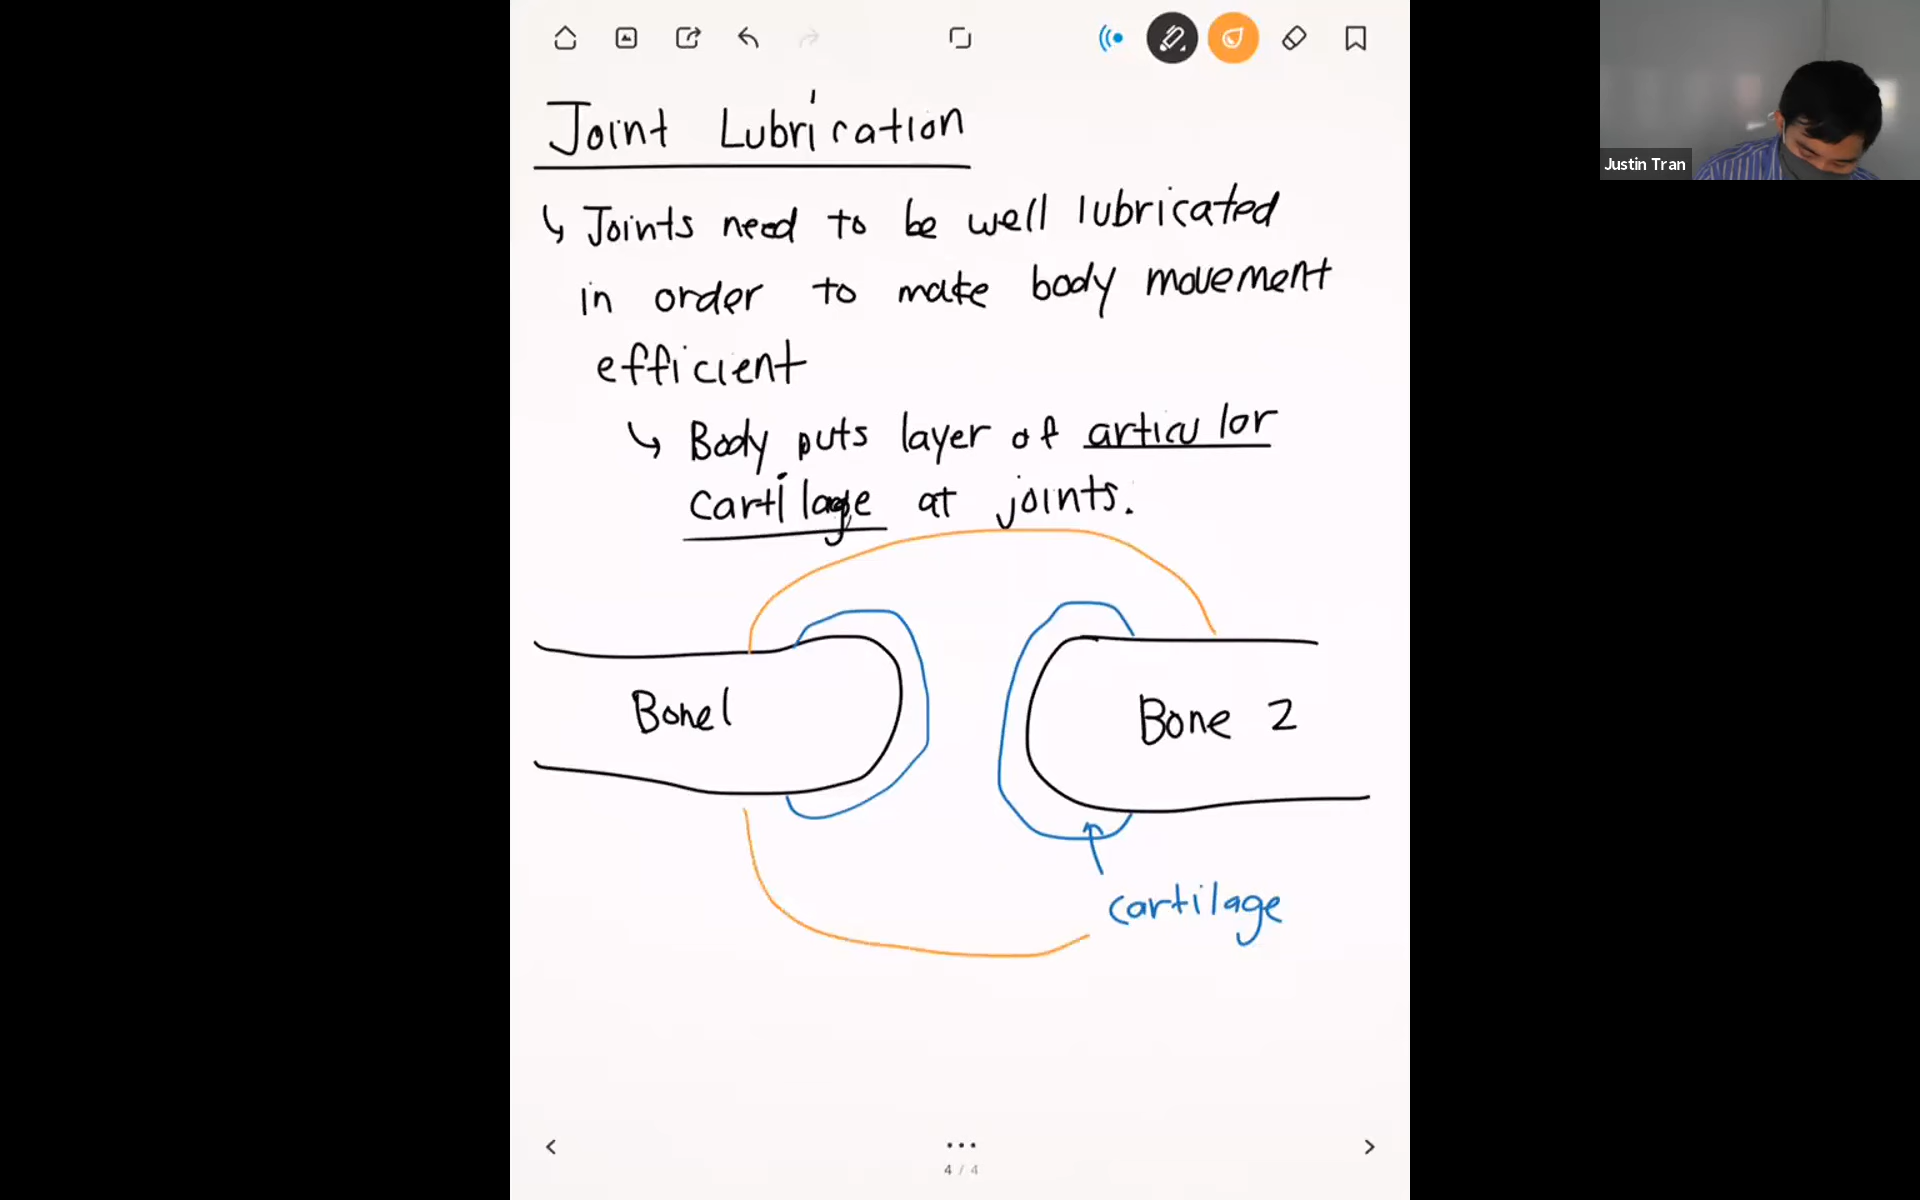 Joint Lubrication
Justin Tran
↳ Joints need to be well lubricated
in order to make body movement
efficient
↳ Body puts layer of articular
cartilage at joints.
Bone 1
Bone 2
cartilage
4 / 4